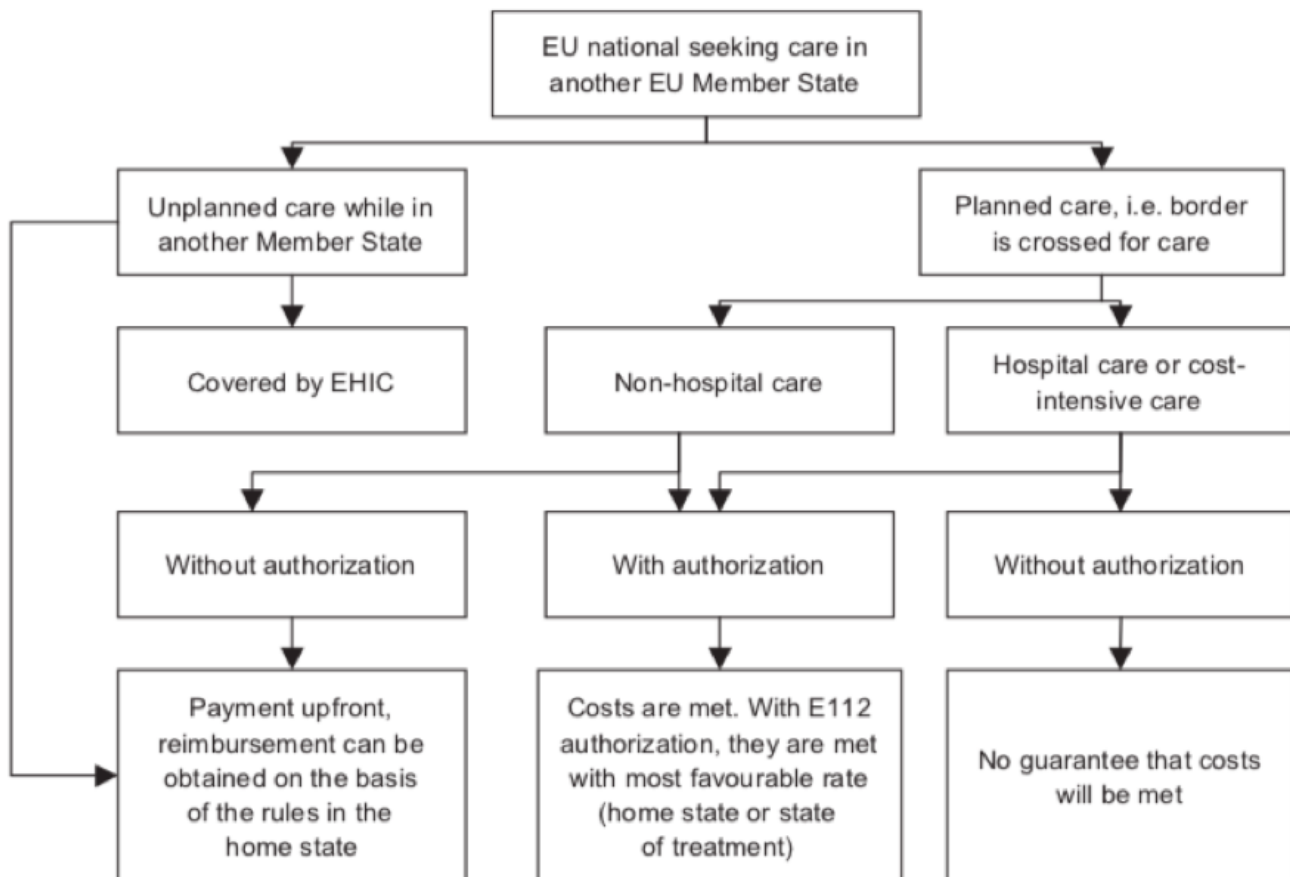 EU national seeking care in
another EU Member State
Unplanned care while in
another Member State
Planned care, i.e. border
is crossed for care
Covered by EHIC
Non-hospital care
Hospital care or cost-
intensive care
Without authorization
With authorization
Without authorization
Payment upfront,
reimbursement can be
obtained on the basis
of the rules in the
home state
Costs are met. With E112
authorization, they are met
with most favourable rate
(home state or state
of treatment)
No guarantee that costs
will be met